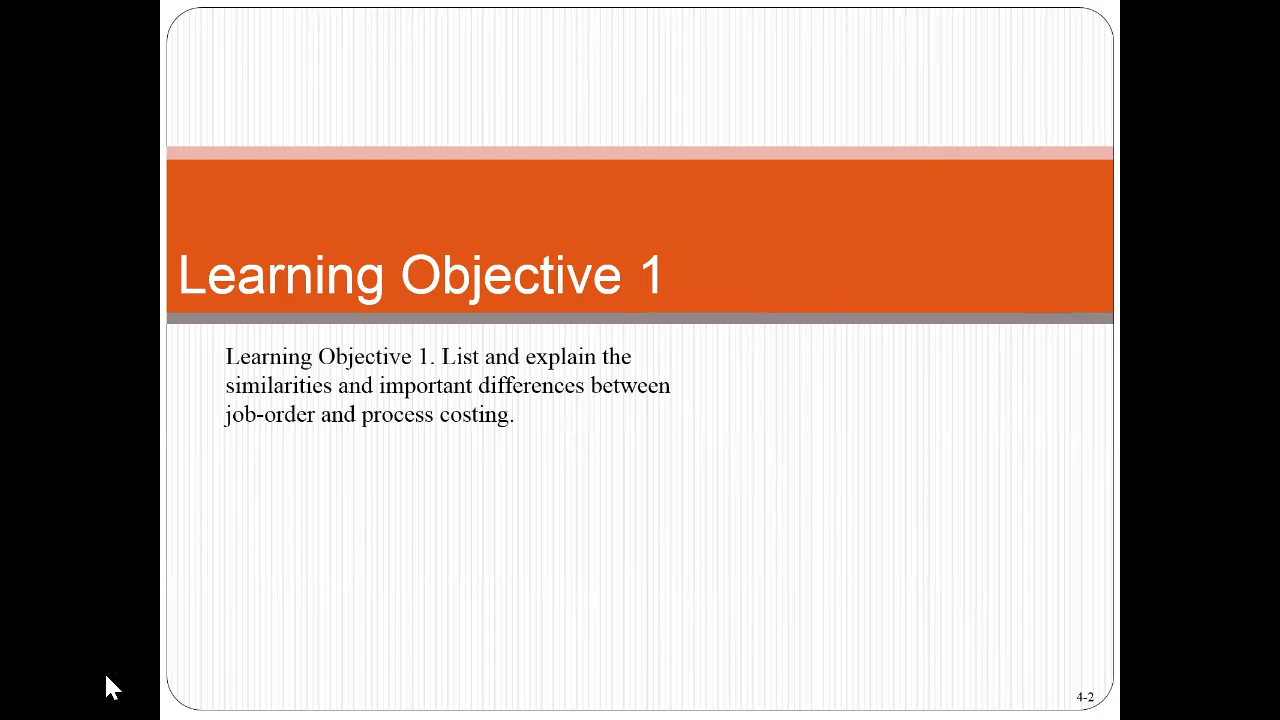 Learning Objective 1
Learning Objective 1. List and explain the
similarities and important differences between
job-order and process costing.
4-2